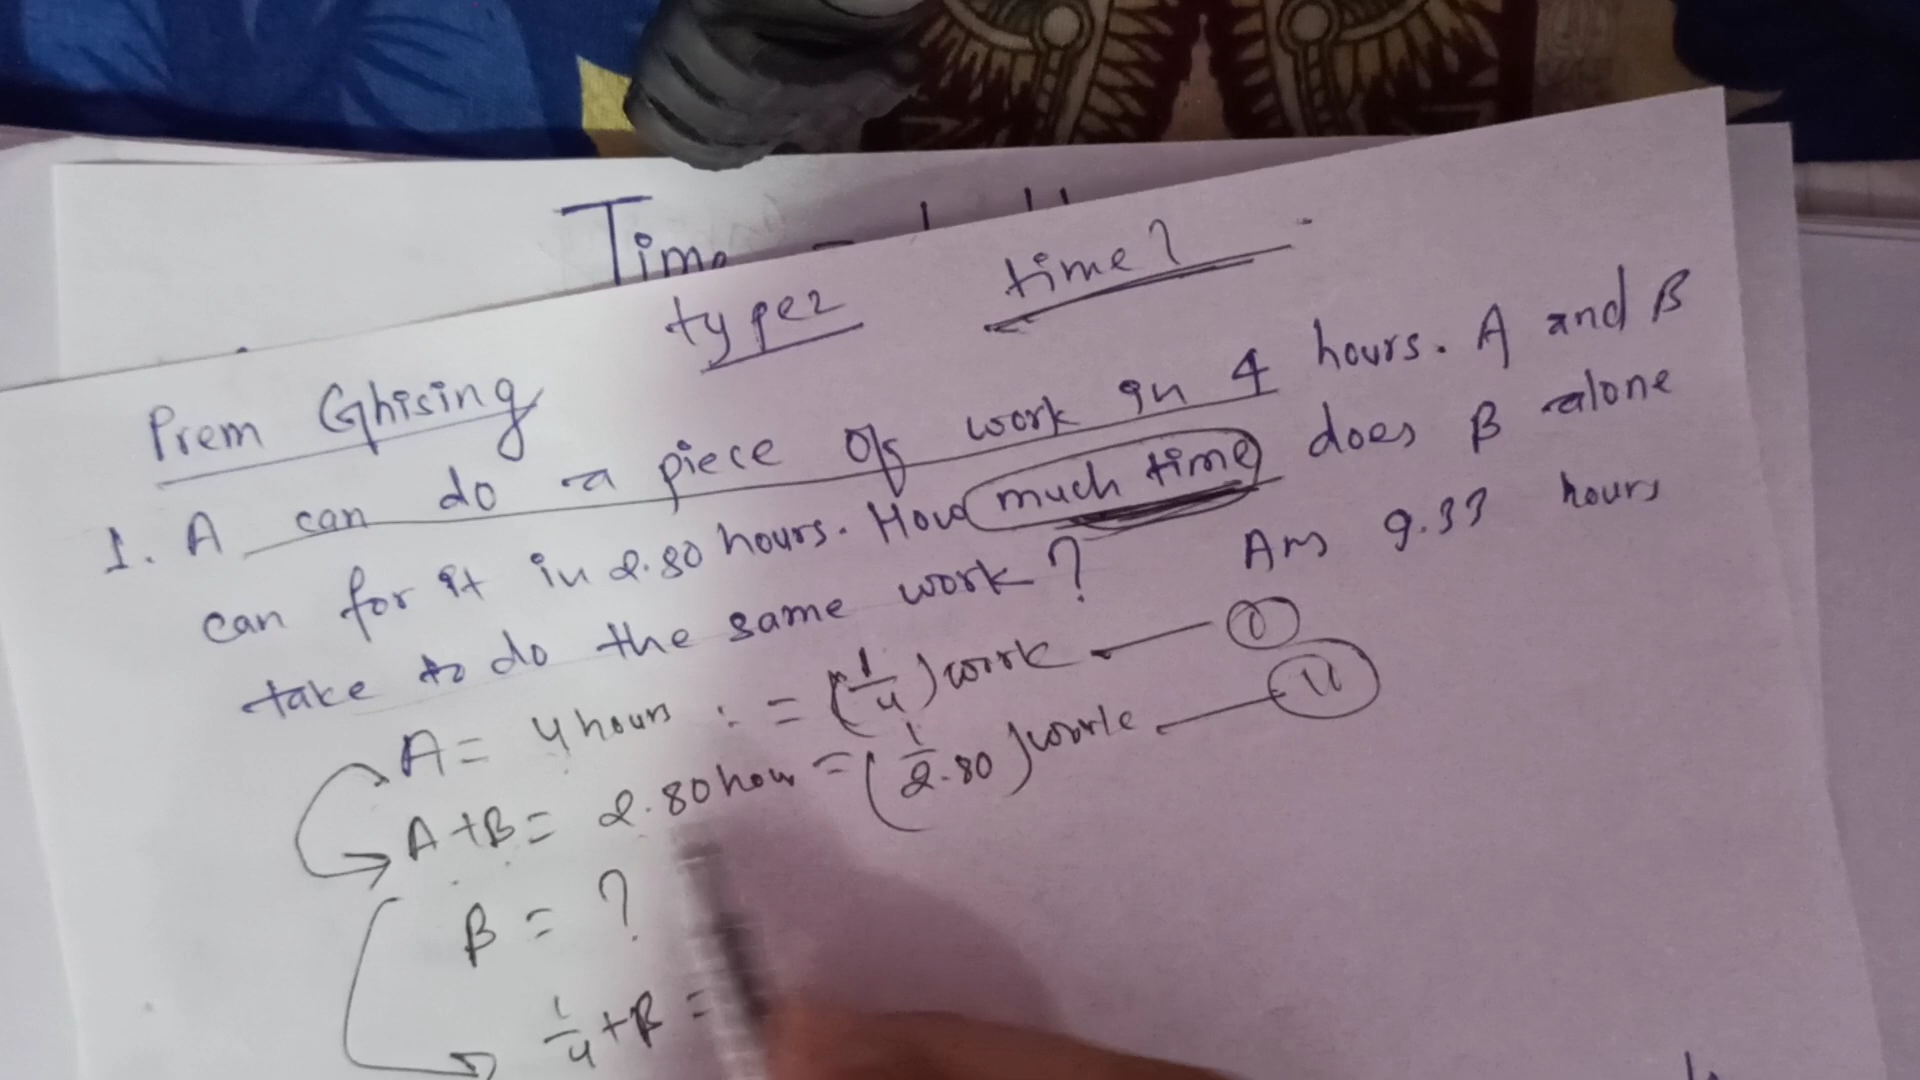 Time
type2 time?
Prem Ghising
1. A can do a piece of work in 4 hours. A and B
can for it in 2.80 hours. How much time does B alone
take to do the same work? Ans 9.33 hours
A = 4 hours := (1/4) work — (i)
A+B = 2.80 hour = (1/2.80) work — (ii)
B = ?
1/4 + B =